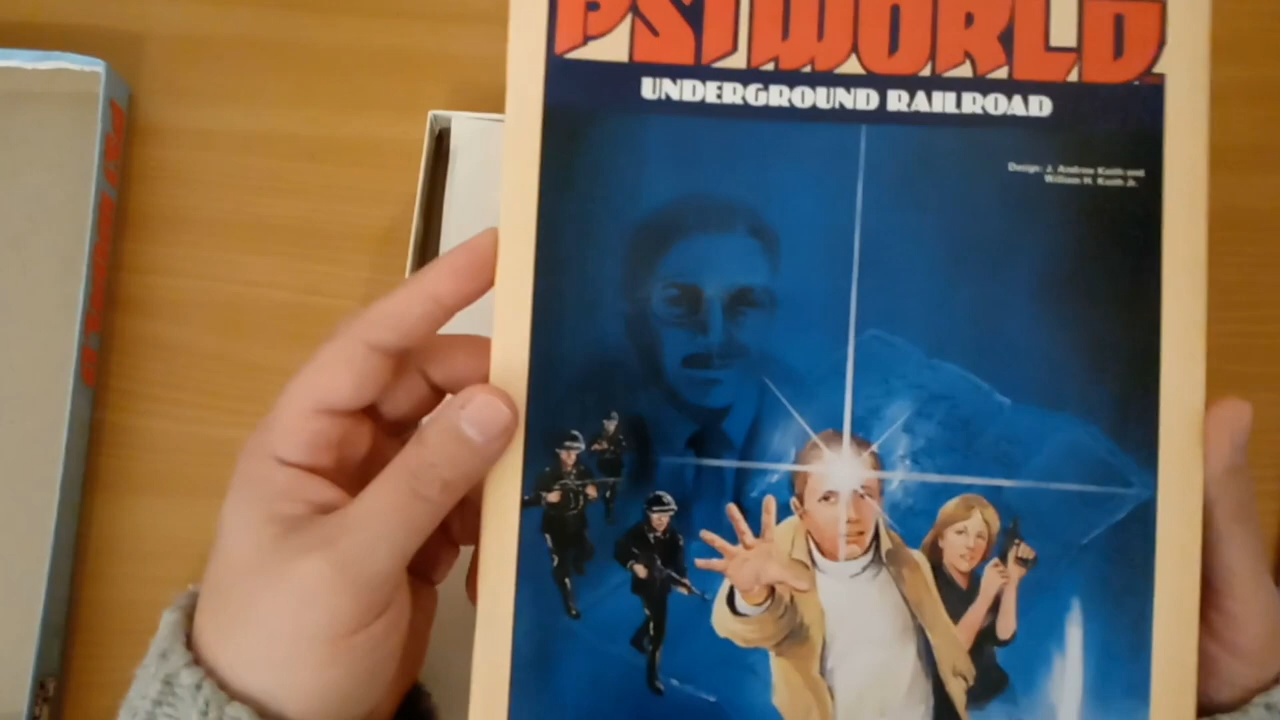 PSIWORLD
UNDERGROUND RAILROAD
Design: J. Andrew Keith and
William H. Keith Jr.